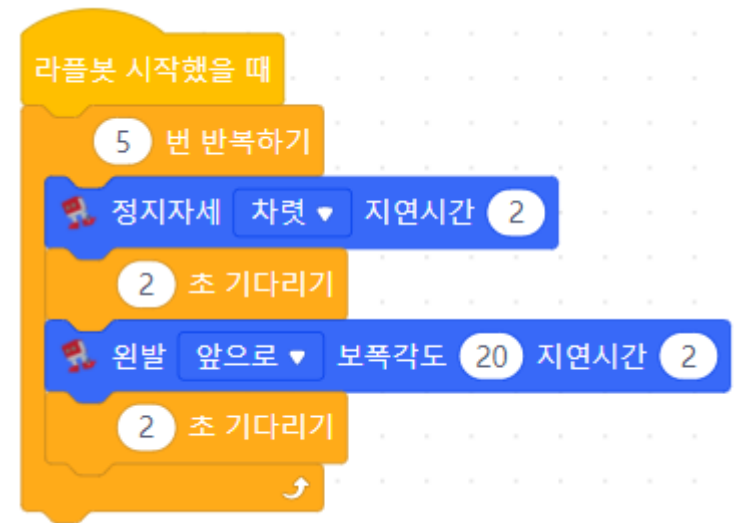 라플봇 시작했을 때
5 번 반복하기
정지자세 차렷 지연시간 2
2 초 기다리기
왼발 앞으로 보폭각도 20 지연시간 2
2 초 기다리기